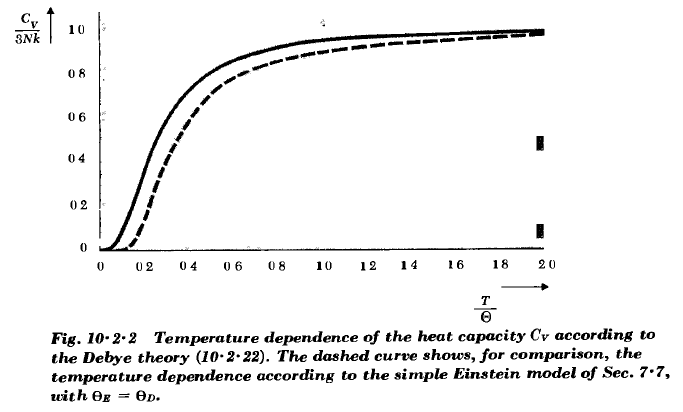 C_V
3Nk
1 0
0 8
0 6
0 4
0 2
0
0 0 2 0 4 0 6 0 8 1 0 1 2 1 4 1 6 1 8 2 0
T
Θ
Fig. 10·2·2 Temperature dependence of the heat capacity C_V according to
the Debye theory (10·2·22). The dashed curve shows, for comparison, the
temperature dependence according to the simple Einstein model of Sec. 7·7,
with Θ_E = Θ_D.